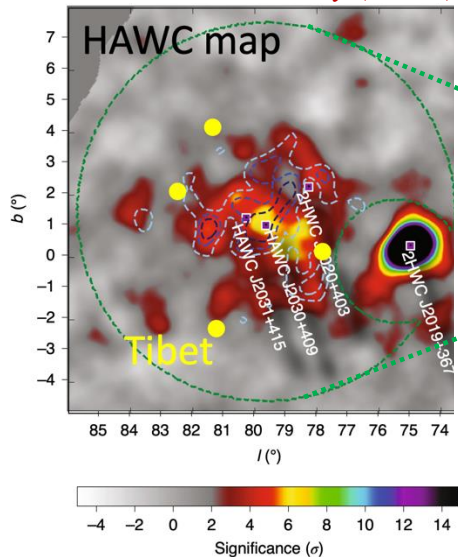 HAWC map
7
6
5
4
3
2
1
0
−1
−2
−3
−4
b (°)
HAWC J2031+415
HAWC J2030+409
2HWC J2020+403
2HWC J2019+367
Tibet
85 84 83 82 81 80 79 78 77 76 75 74
l (°)
−4 −2 0 2 4 6 8 10 12 14
Significance (σ)